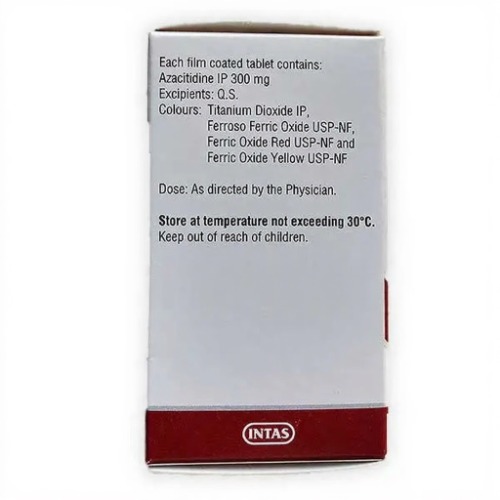 Each film coated tablet contains:
Azacitidine IP 300 mg
Excipients: Q.S.
Colours: Titanium Dioxide IP,
Ferroso Ferric Oxide USP-NF,
Ferric Oxide Red USP-NF and
Ferric Oxide Yellow USP-NF
Dose: As directed by the Physician.
Store at temperature not exceeding 30°C.
Keep out of reach of children.
INTAS